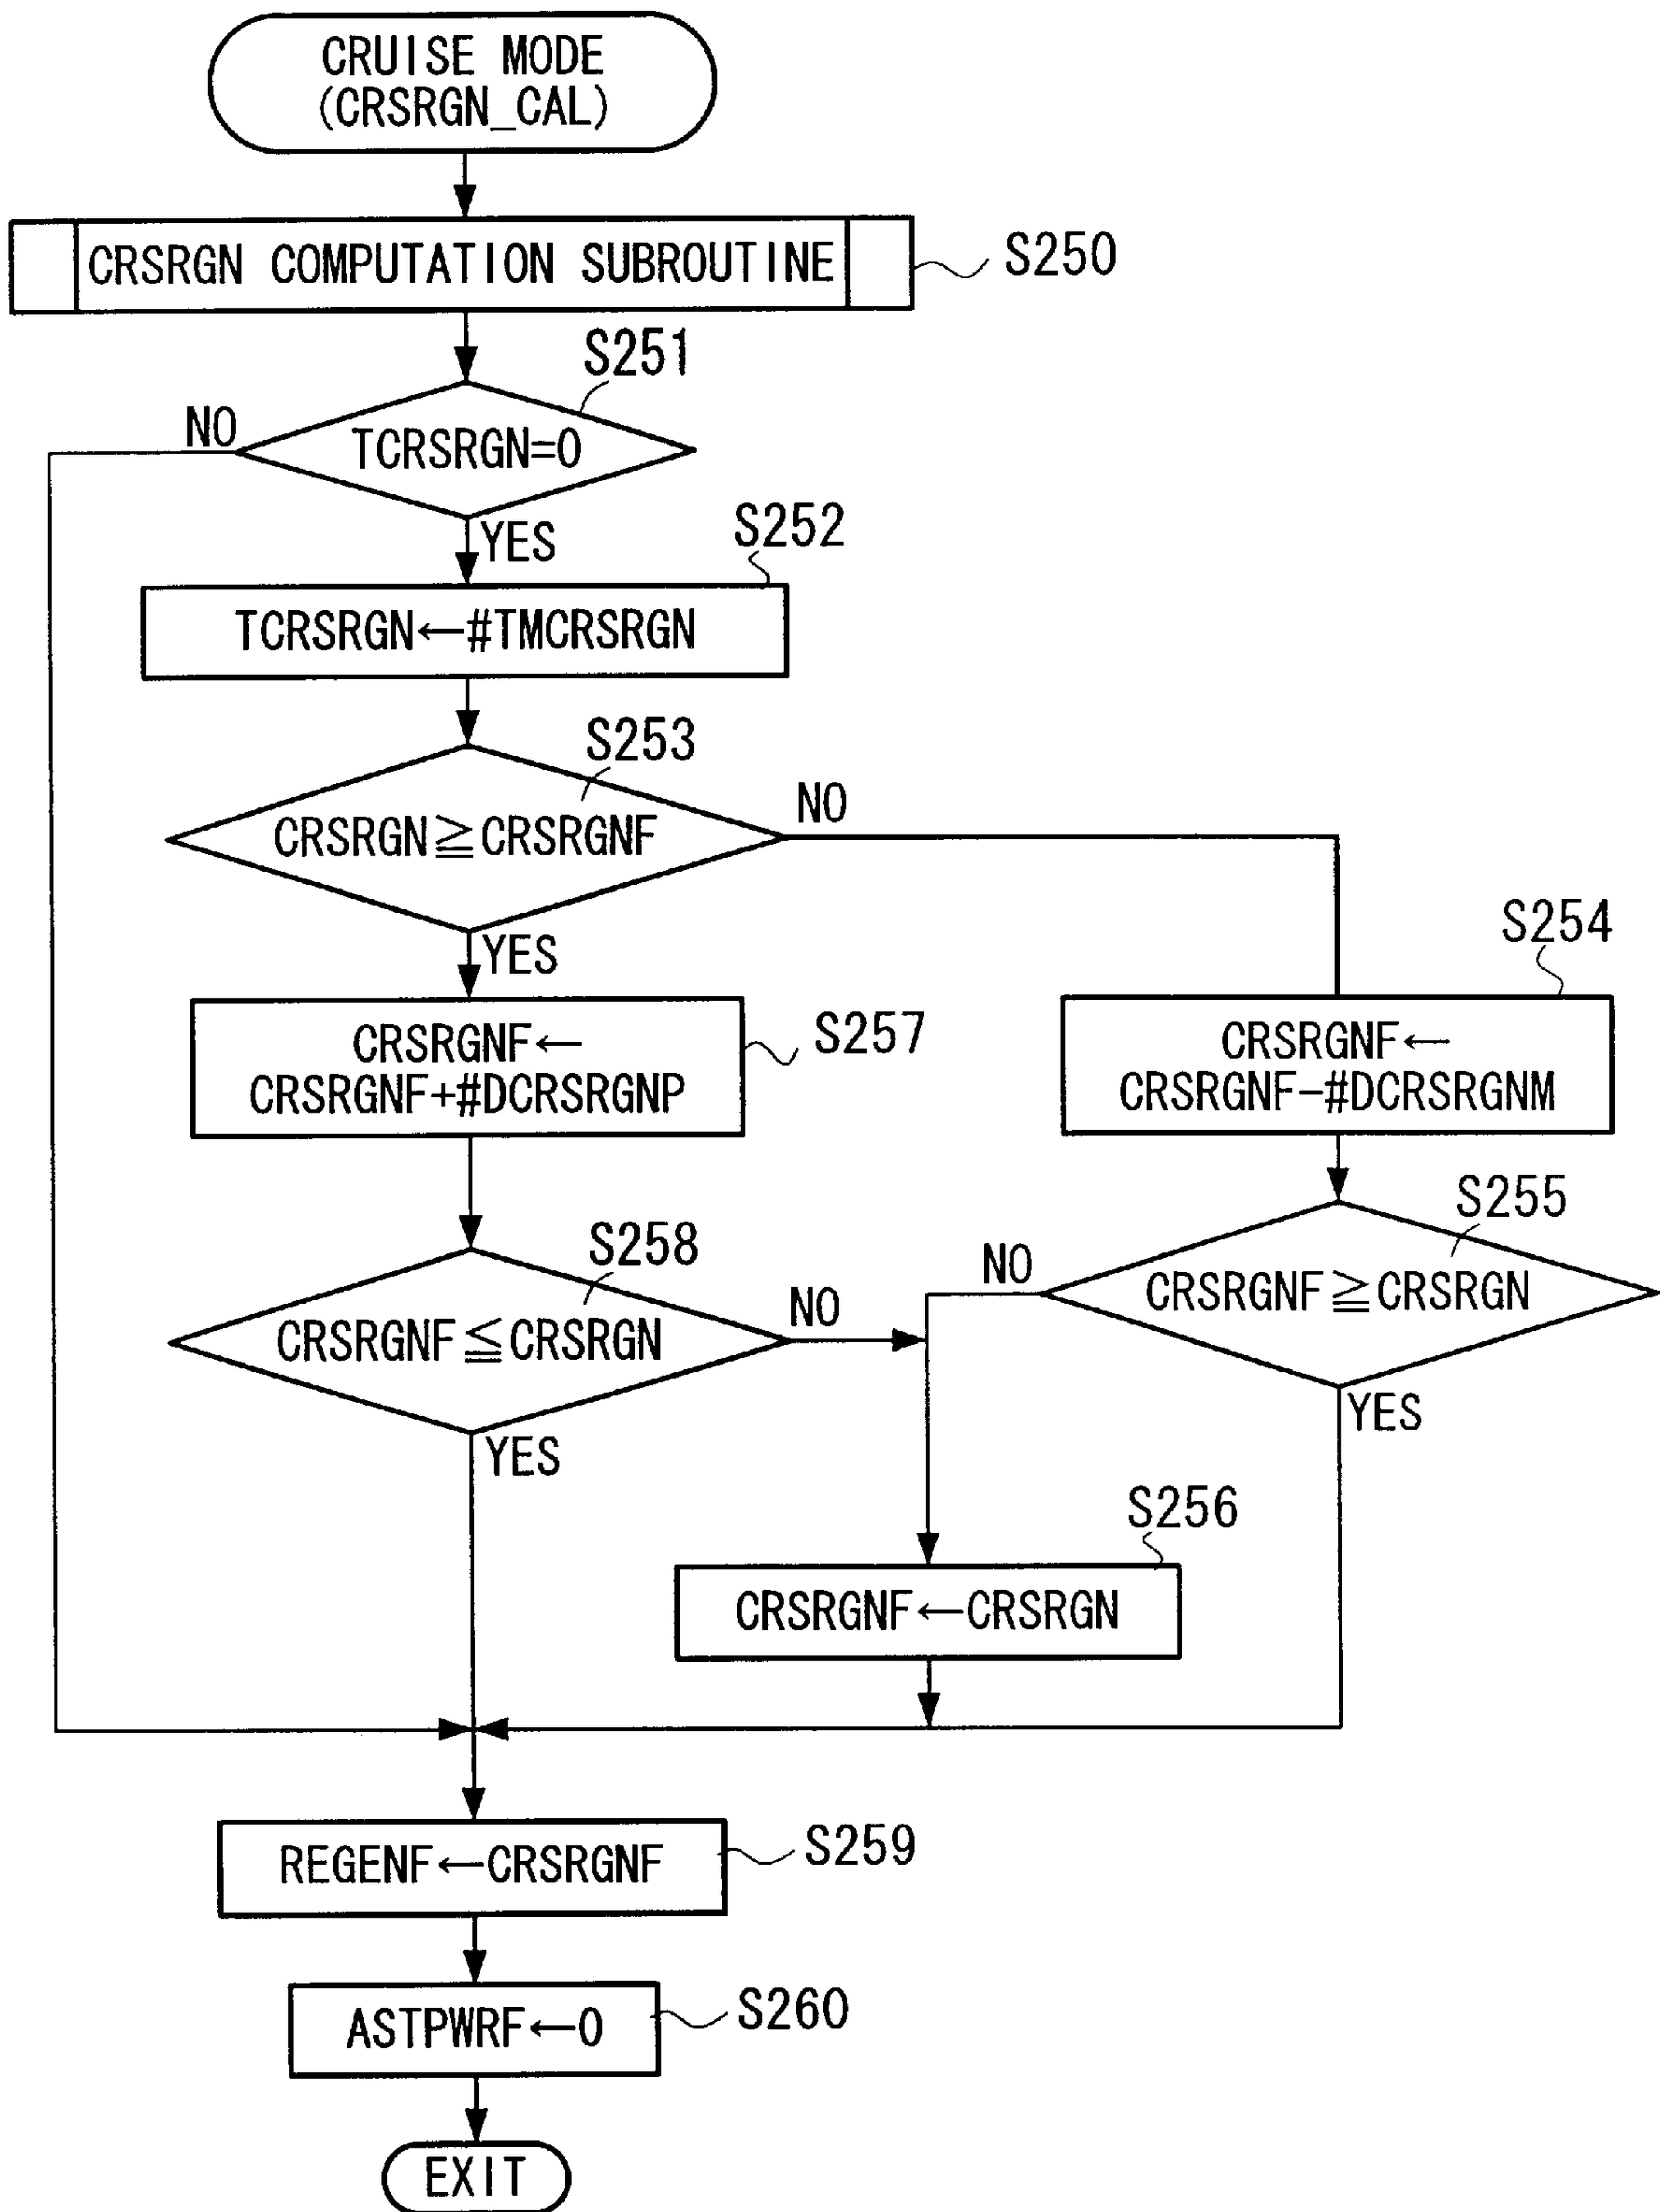 CRUISE MODE
(CRSRGN_CAL)
CRSRGN COMPUTATION SUBROUTINE
S250
S251
NO
TCRSRGN=0
YES
S252
TCRSRGN←#TMCRSRGN
S253
CRSRGN≧CRSRGNF
NO
YES
S254
CRSRGNF←
CRSRGNF-#DCRSRGNM
S257
CRSRGNF←
CRSRGNF+#DCRSRGNP
S255
CRSRGNF≧CRSRGN
NO
YES
S258
CRSRGNF≦CRSRGN
NO
YES
S256
CRSRGNF←CRSRGN
REGENF←CRSRGNF
S259
ASTPWRF←0
S260
EXIT